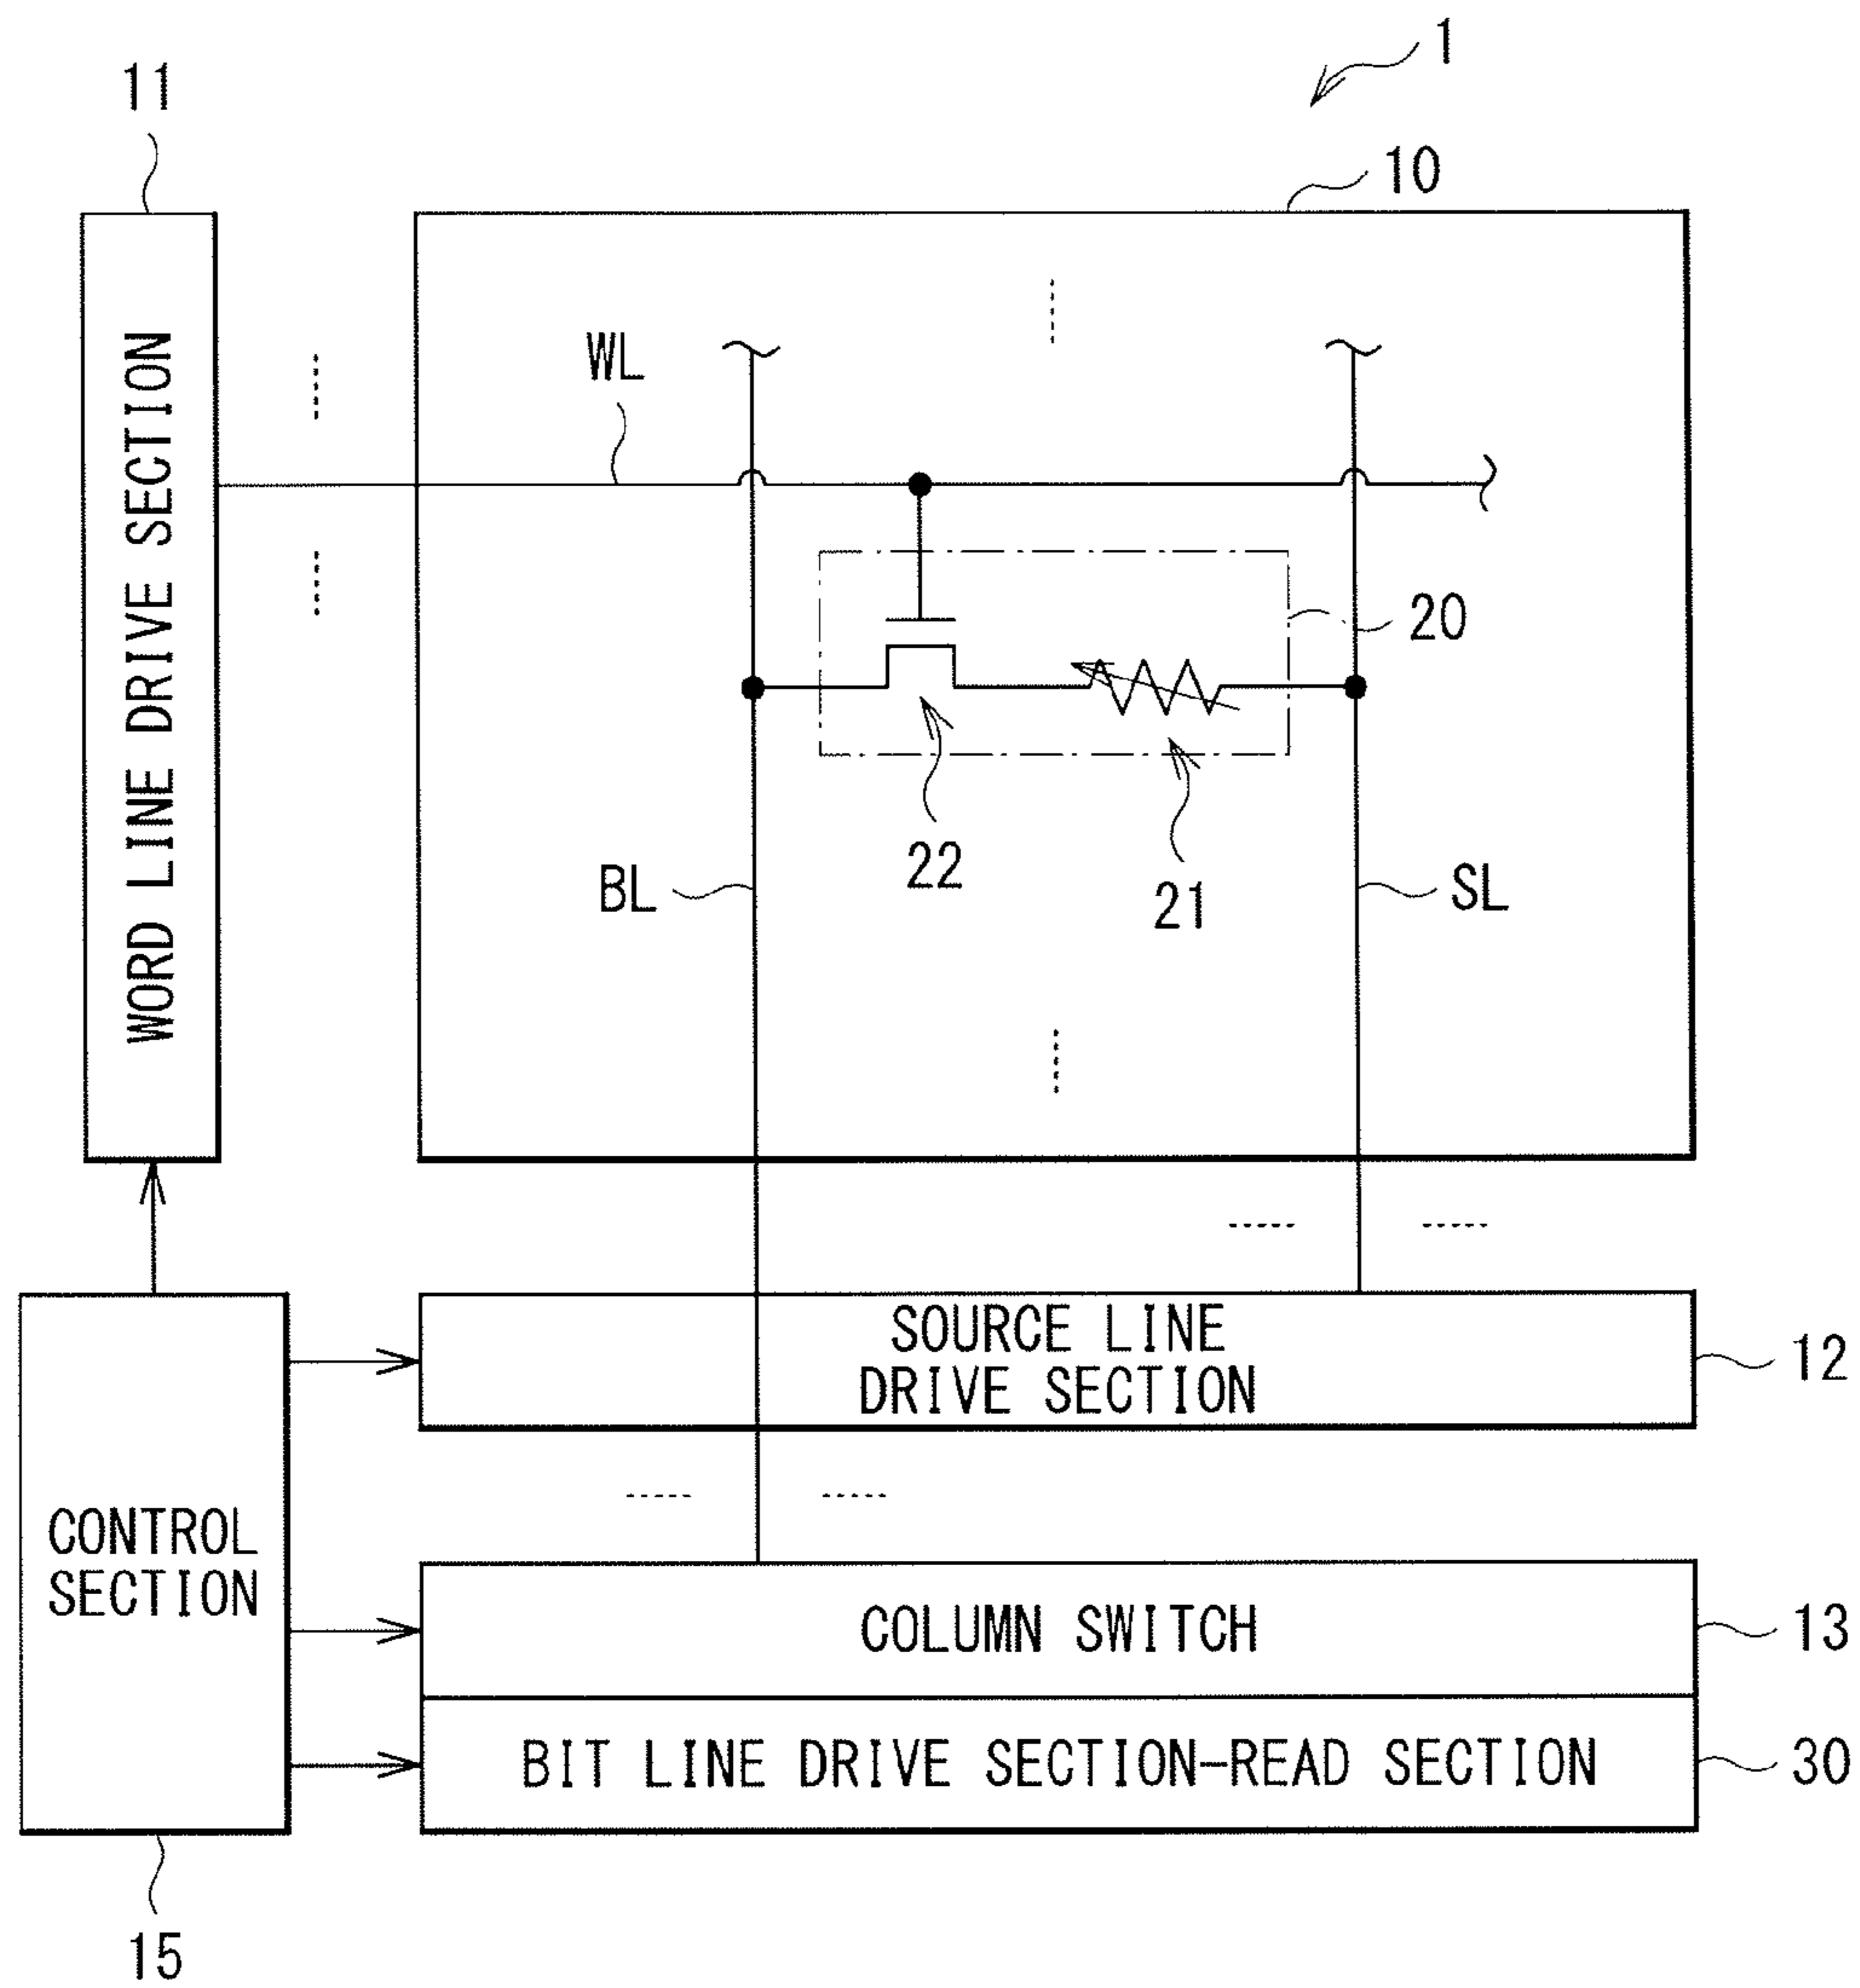 1
11
10
WORD LINE DRIVE SECTION
WL
20
22
21
BL
SL
SOURCE LINE
DRIVE SECTION
12
CONTROL
SECTION
COLUMN SWITCH
13
BIT LINE DRIVE SECTION-READ SECTION
30
15